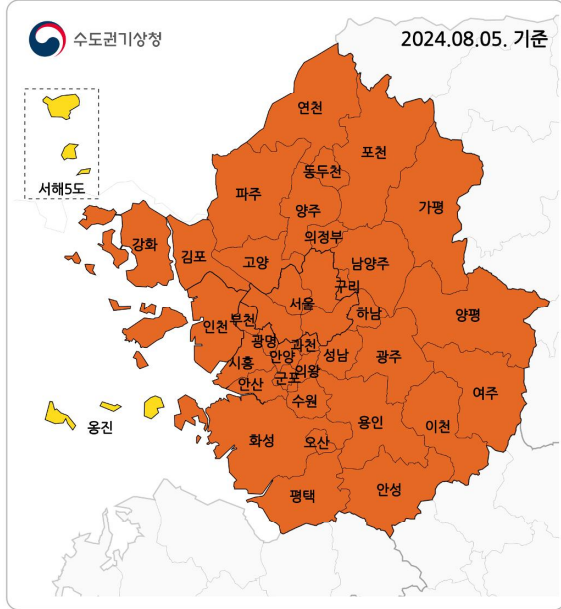 수도권기상청
2024.08.05. 기준
연천
포천
동두천
서해5도
파주
가평
양주
강화
의정부
김포
고양
남양주
꾸리
서울
하남
양평
인천
부천
광명
과천
안양
성남
광주
시흥
의왕
안산
군포
여주
수원
옹진
용인
이천
화성
오산
평택
안성